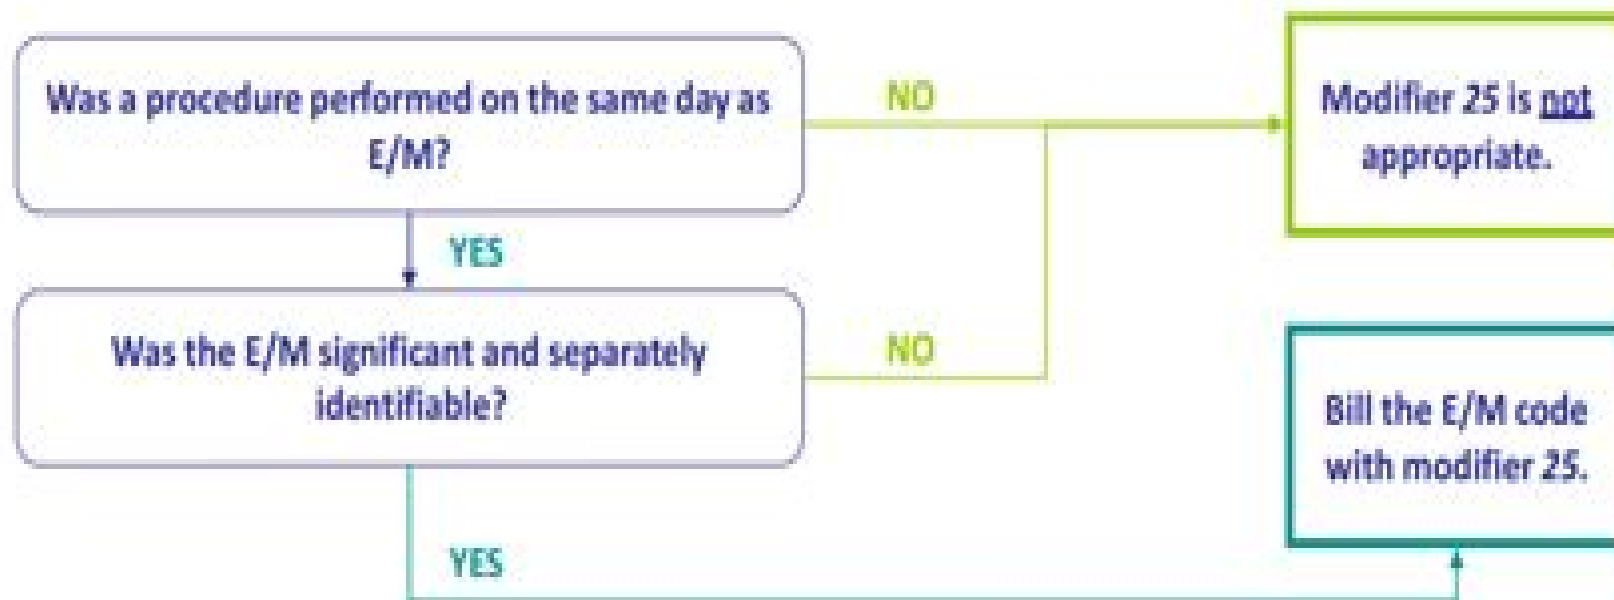 Was a procedure performed on the same day as
E/M?
NO
Modifier 25 is not
appropriate.
YES
Was the E/M significant and separately
identifiable?
NO
Bill the E/M code
with modifier 25.
YES